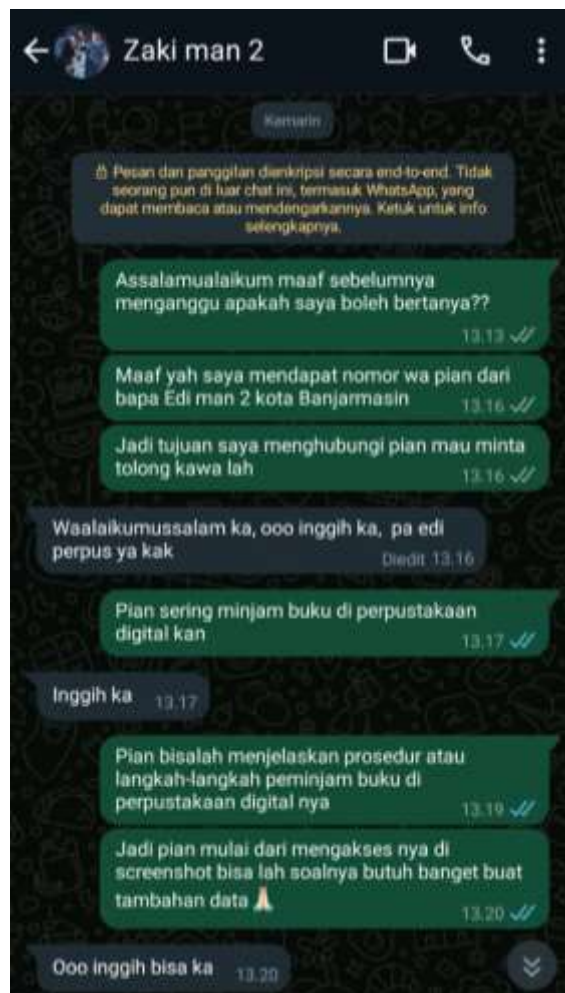 Zaki man 2
Kemarin
Pesan dan panggilan dienkripsi secara end-to-end. Tidak
seorang pun di luar chat ini, termasuk WhatsApp, yang
dapat membaca atau mendengarkannya. Ketuk untuk info
selengkapnya.
Assalamualaikum maaf sebelumnya
menganggu apakah saya boleh bertanya??
13.13
Maaf yah saya mendapat nomor wa pian dari
bapa Edi man 2 kota Banjarmasin
13.16
Jadi tujuan saya menghubungi pian mau minta
tolong kawa lah
13.16
Waalaikumussalam ka, ooo inggih ka, pa edi
perpus ya kak
Diedit 13.16
Pian sering minjam buku di perpustakaan
digital kan
13.17
Inggih ka 13.17
Pian bisalah menjelaskan prosedur atau
langkah-langkah peminjam buku di
perpustakaan digital nya
13.19
Jadi pian mulai dari mengakses nya di
screenshot bisa lah soalnya butuh banget buat
tambahan data 🙏🏻
13.20
Ooo inggih bisa ka 13.20